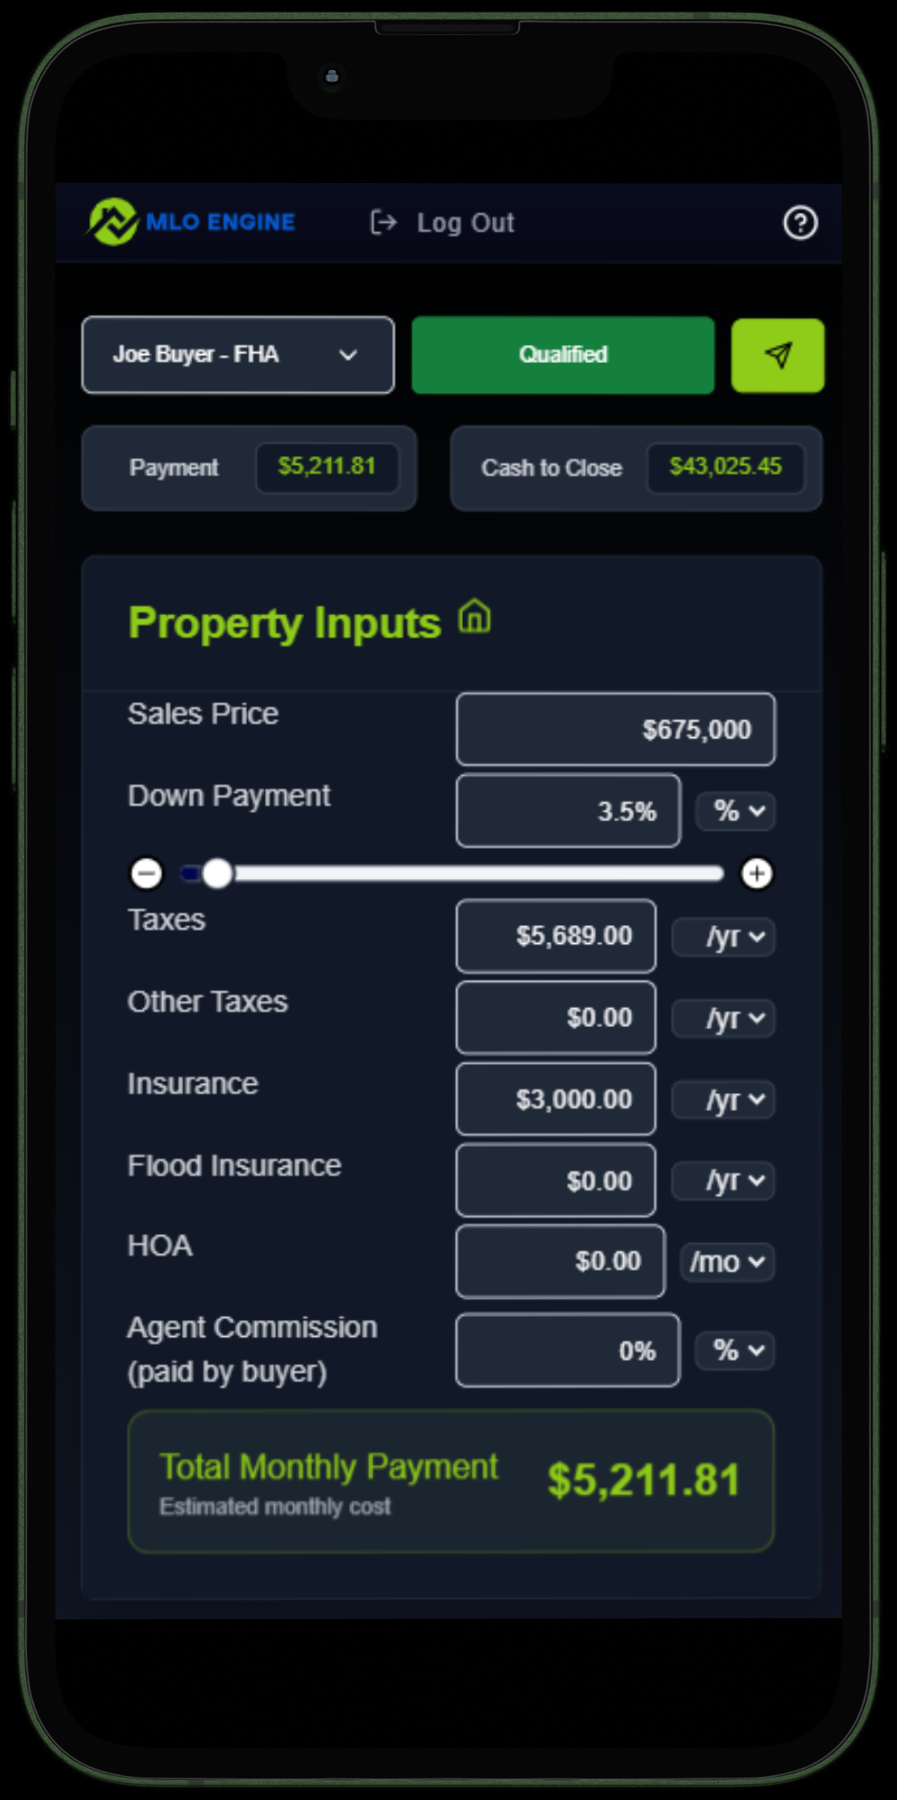 MLO ENGINE Log Out
Joe Buyer - FHA Qualified
Payment $5,211.81 Cash to Close $43,025.45
Property Inputs
Sales Price $675,000
Down Payment 3.5% %
Taxes $5,689.00 /yr
Other Taxes $0.00 /yr
Insurance $3,000.00 /yr
Flood Insurance $0.00 /yr
HOA $0.00 /mo
Agent Commission
(paid by buyer) 0% %
Total Monthly Payment $5,211.81
Estimated monthly cost